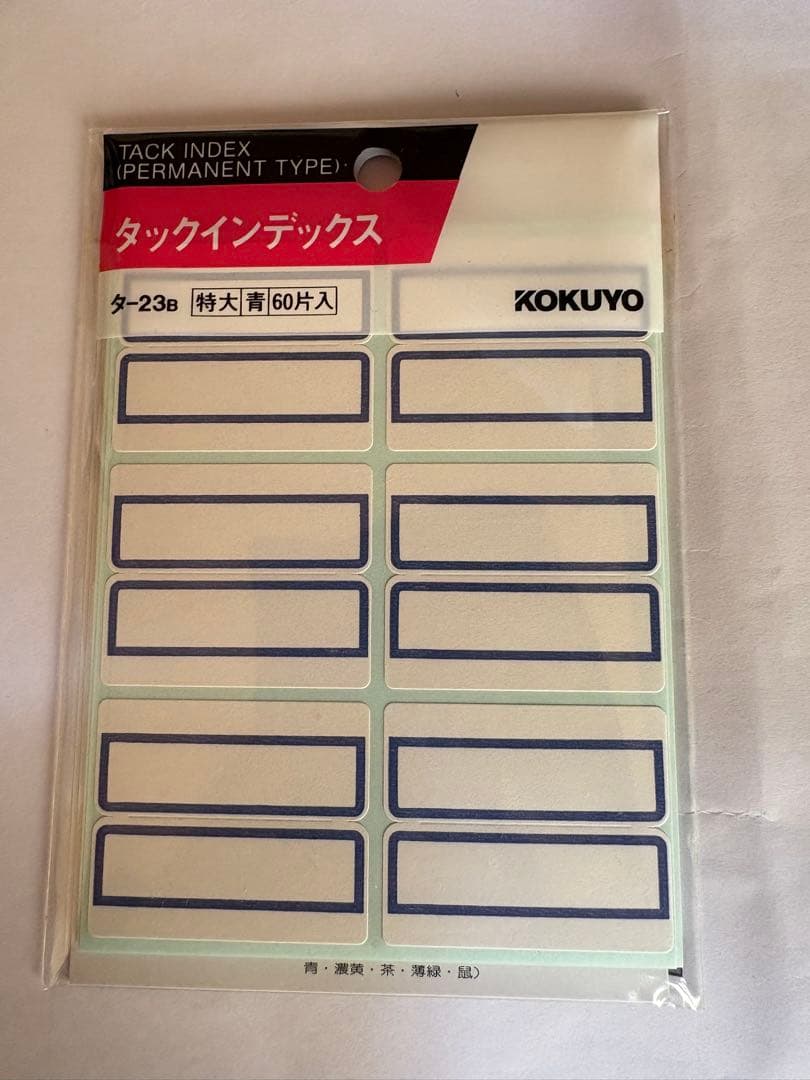 TACK INDEX
(PERMANENT TYPE)
タックインデックス
タ-23B 特大 青 60片入 KOKUYO
青・濃黄・茶・薄緑・鼠)